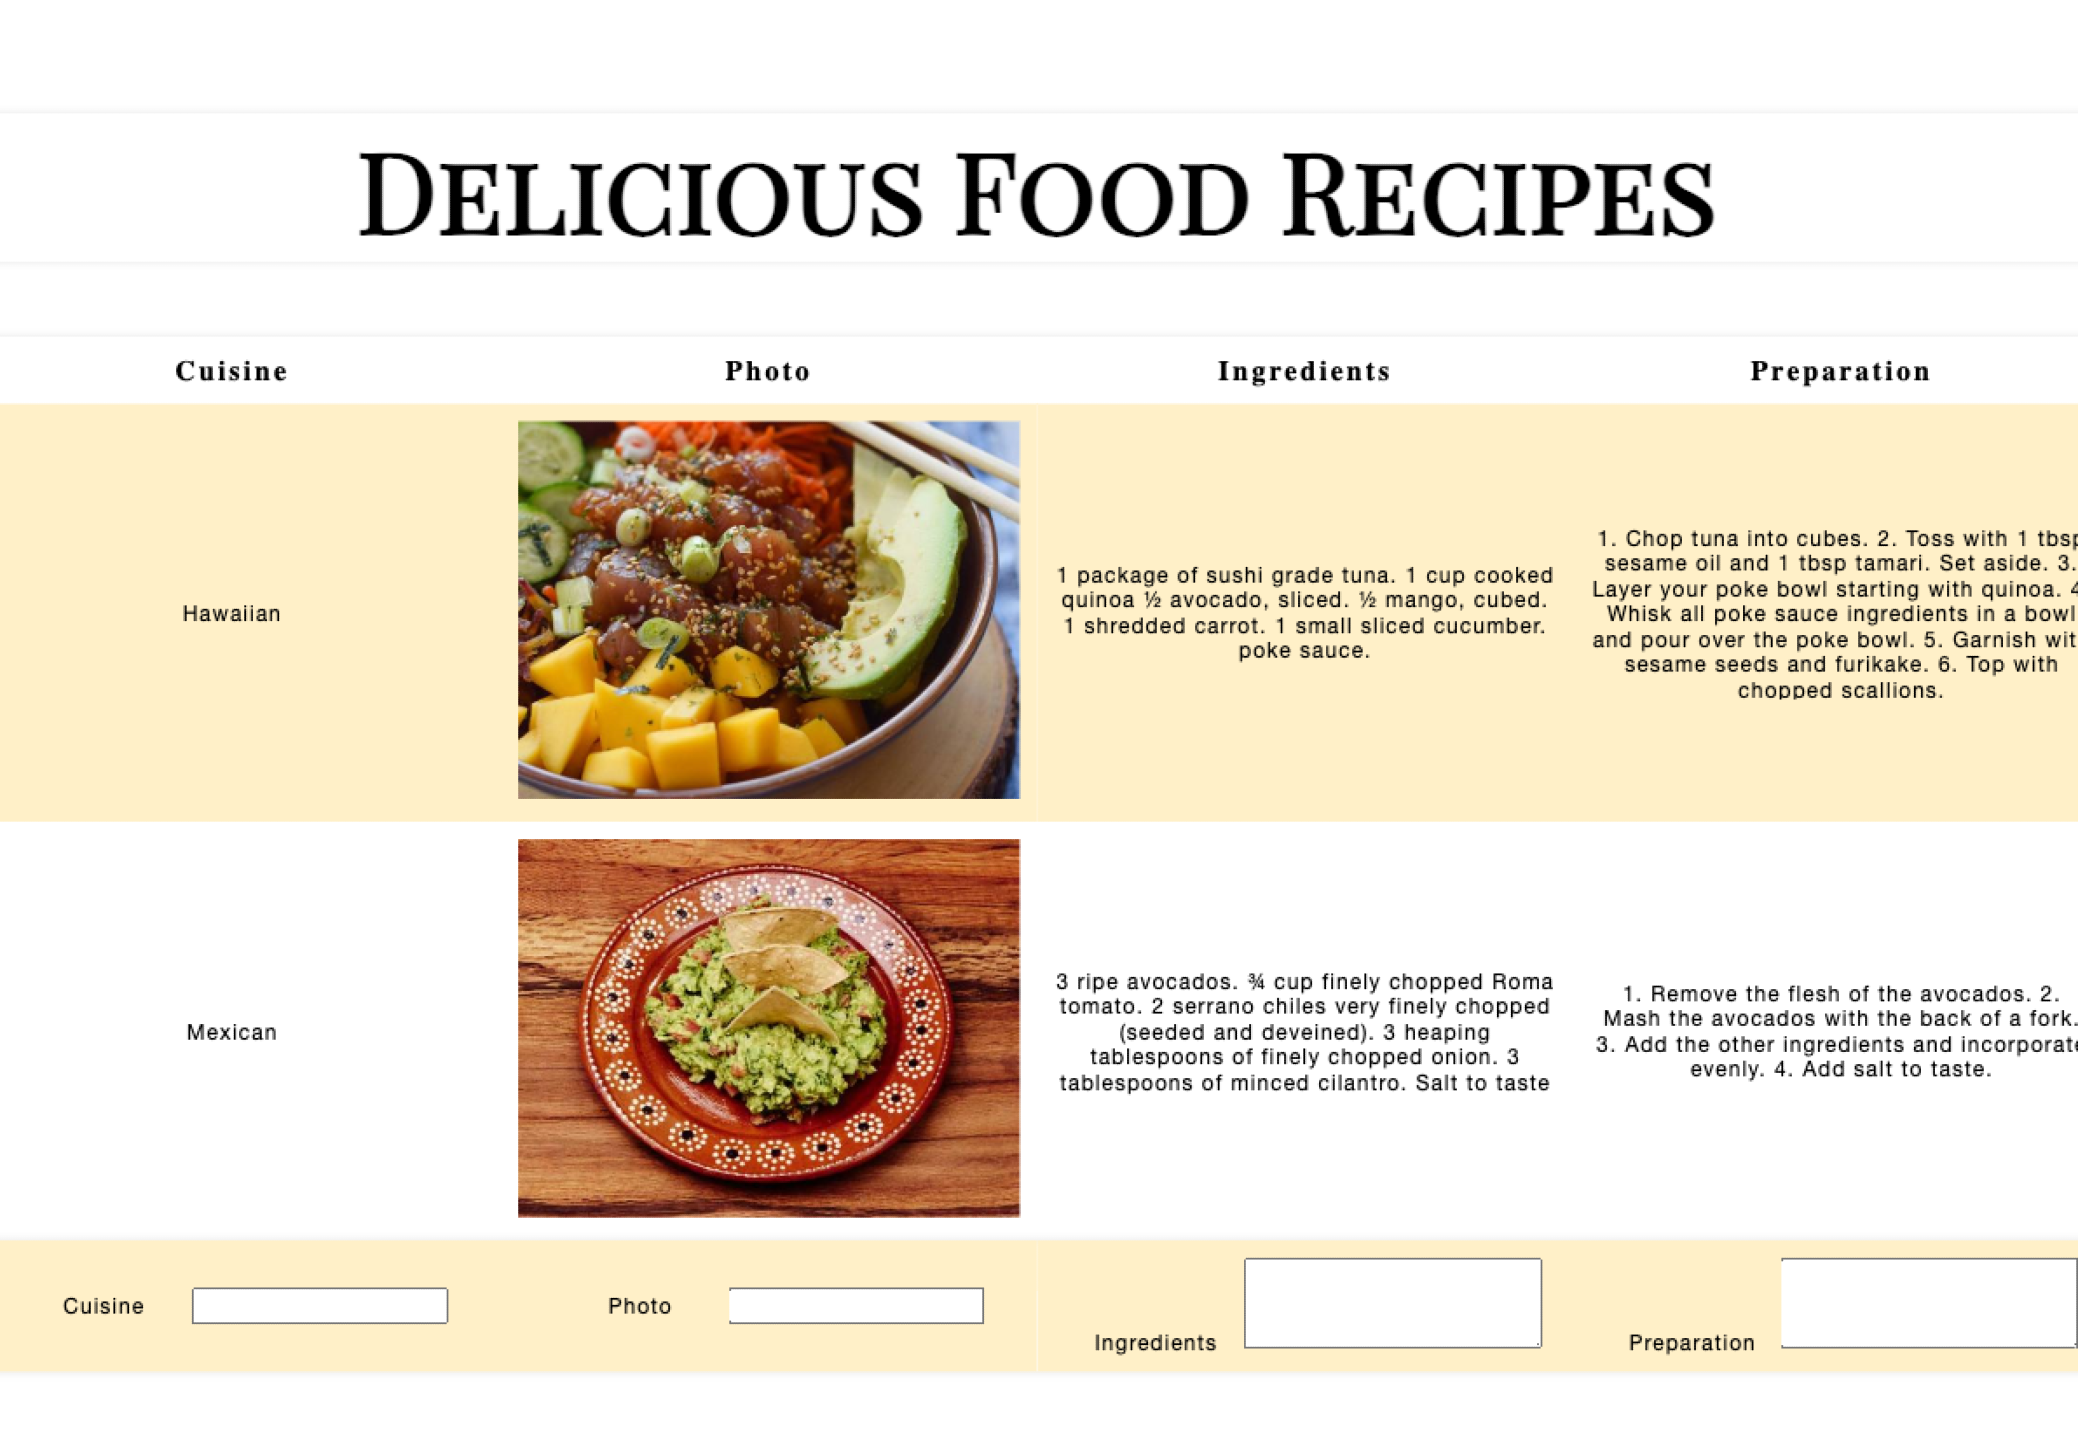 DELICIOUS FOOD RECIPES
Cuisine Photo Ingredients Preparation
Hawaiian
1 package of sushi grade tuna. 1 cup cooked
quinoa ½ avocado, sliced. ½ mango, cubed.
1 shredded carrot. 1 small sliced cucumber.
poke sauce.
1. Chop tuna into cubes. 2. Toss with 1 tbsp
sesame oil and 1 tbsp tamari. Set aside. 3.
Layer your poke bowl starting with quinoa. 4
Whisk all poke sauce ingredients in a bowl
and pour over the poke bowl. 5. Garnish wit
sesame seeds and furikake. 6. Top with
chopped scallions.
Mexican
3 ripe avocados. ¾ cup finely chopped Roma
tomato. 2 serrano chiles very finely chopped
(seeded and deveined). 3 heaping
tablespoons of finely chopped onion. 3
tablespoons of minced cilantro. Salt to taste
1. Remove the flesh of the avocados. 2.
Mash the avocados with the back of a fork.
3. Add the other ingredients and incorporate
evenly. 4. Add salt to taste.
Cuisine Photo Ingredients Preparation